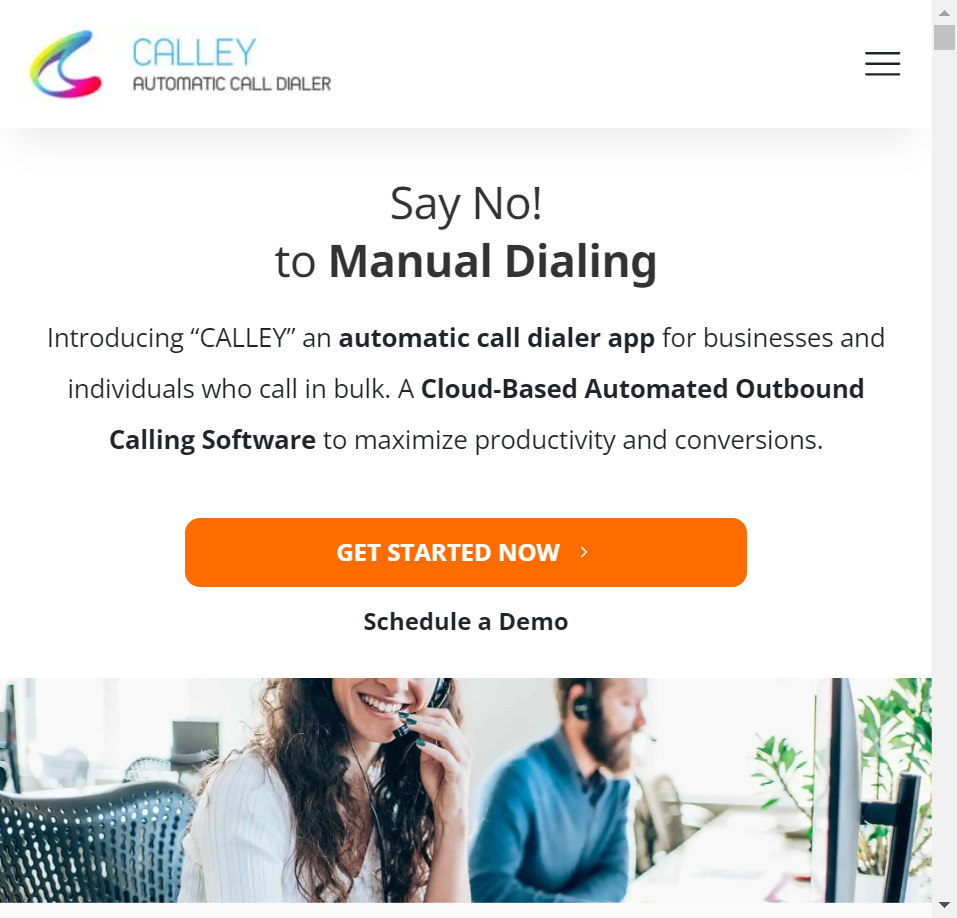 CALLEY
AUTOMATIC CALL DIALER
Say No!
to Manual Dialing
Introducing “CALLEY” an automatic call dialer app for businesses and
individuals who call in bulk. A Cloud-Based Automated Outbound
Calling Software to maximize productivity and conversions.
GET STARTED NOW
Schedule a Demo